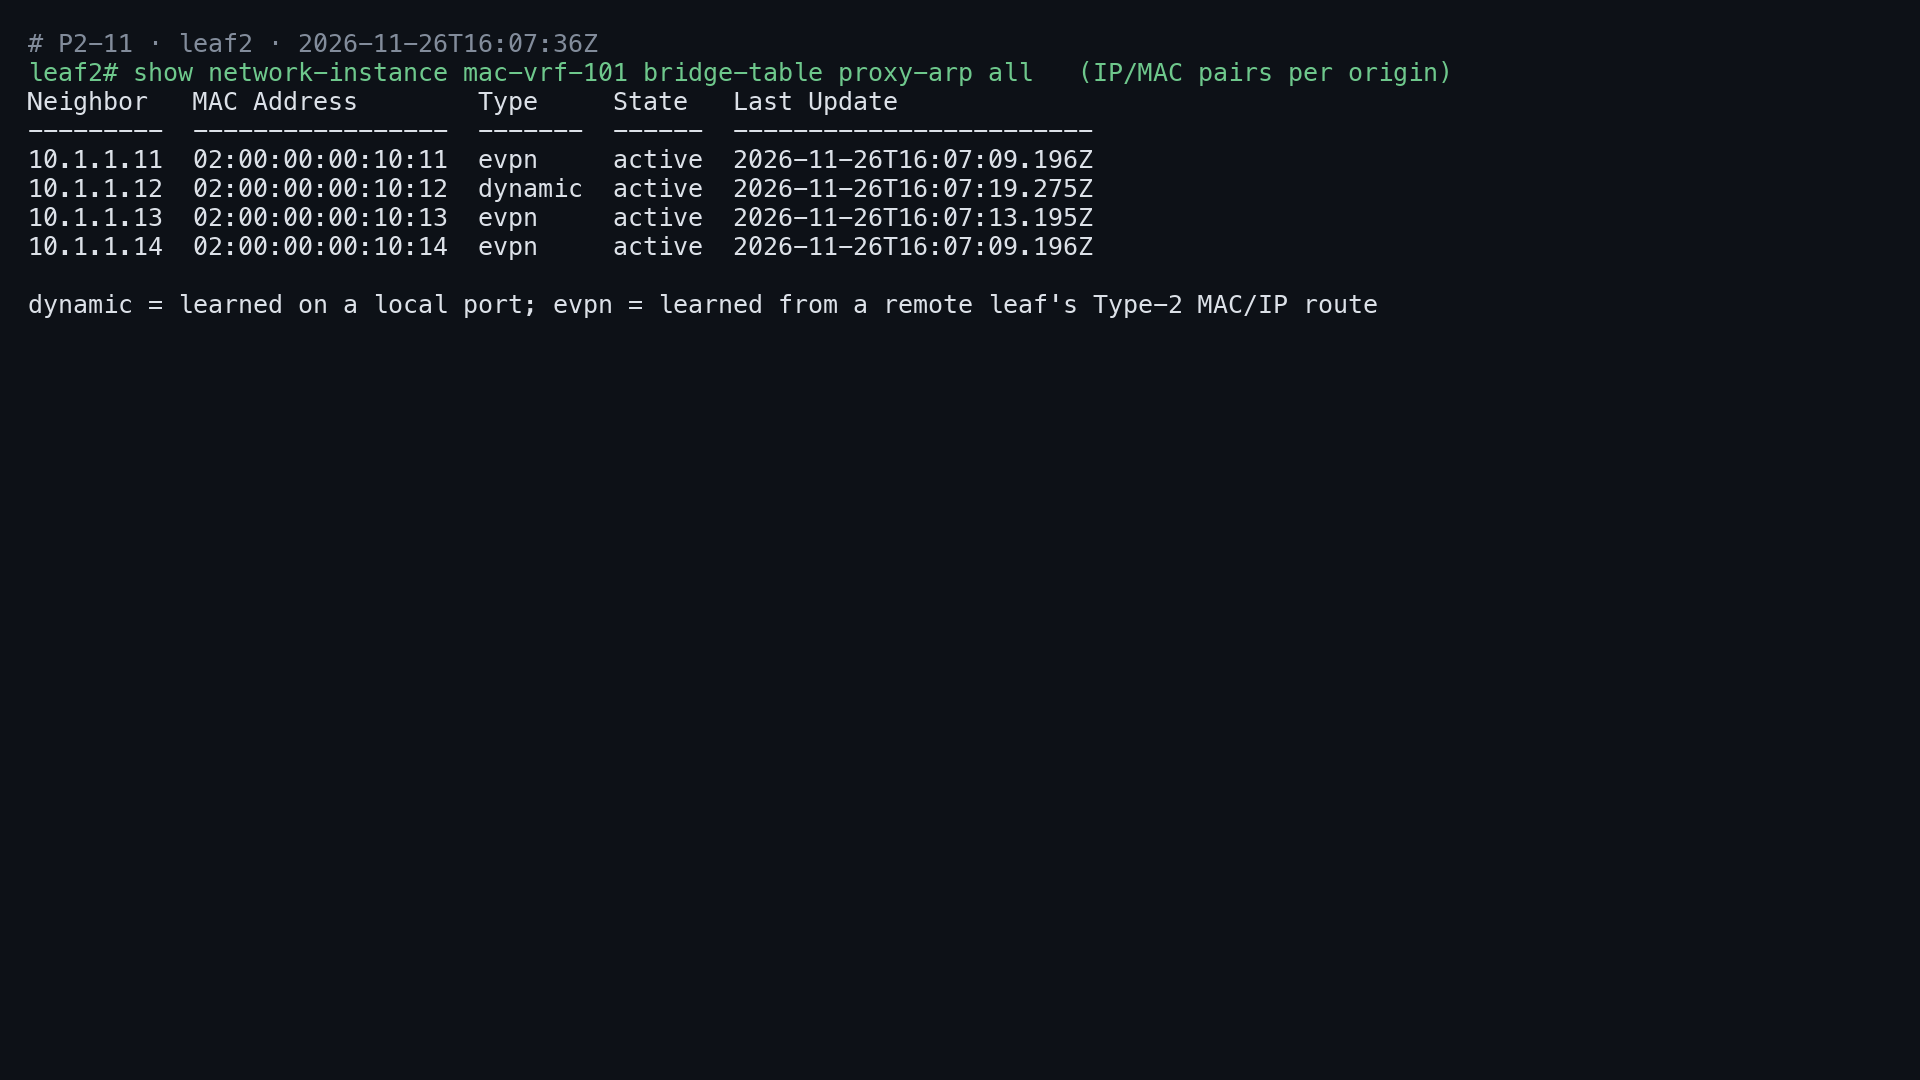 # P2-11 · leaf2 · 2026-11-26T16:07:36Z
leaf2# show network-instance mac-vrf-101 bridge-table proxy-arp all   (IP/MAC pairs per origin)
Neighbor   MAC Address        Type     State   Last Update
---------  -----------------  -------  ------  ------------------------
10.1.1.11  02:00:00:00:10:11  evpn     active  2026-11-26T16:07:09.196Z
10.1.1.12  02:00:00:00:10:12  dynamic  active  2026-11-26T16:07:19.275Z
10.1.1.13  02:00:00:00:10:13  evpn     active  2026-11-26T16:07:13.195Z
10.1.1.14  02:00:00:00:10:14  evpn     active  2026-11-26T16:07:09.196Z
dynamic = learned on a local port; evpn = learned from a remote leaf's Type-2 MAC/IP route